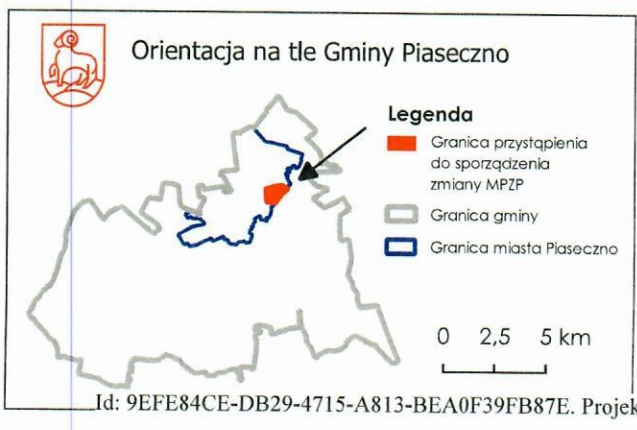 Orientacja na tle Gminy Piaseczno
Legenda
Granica przystąpienia
do sporządzenia
zmiany MPZP
Granica gminy
Granica miasta Piaseczno
0 2,5 5 km
Id: 9EFE84CE-DB29-4715-A813-BEA0F39FB87E. Projek